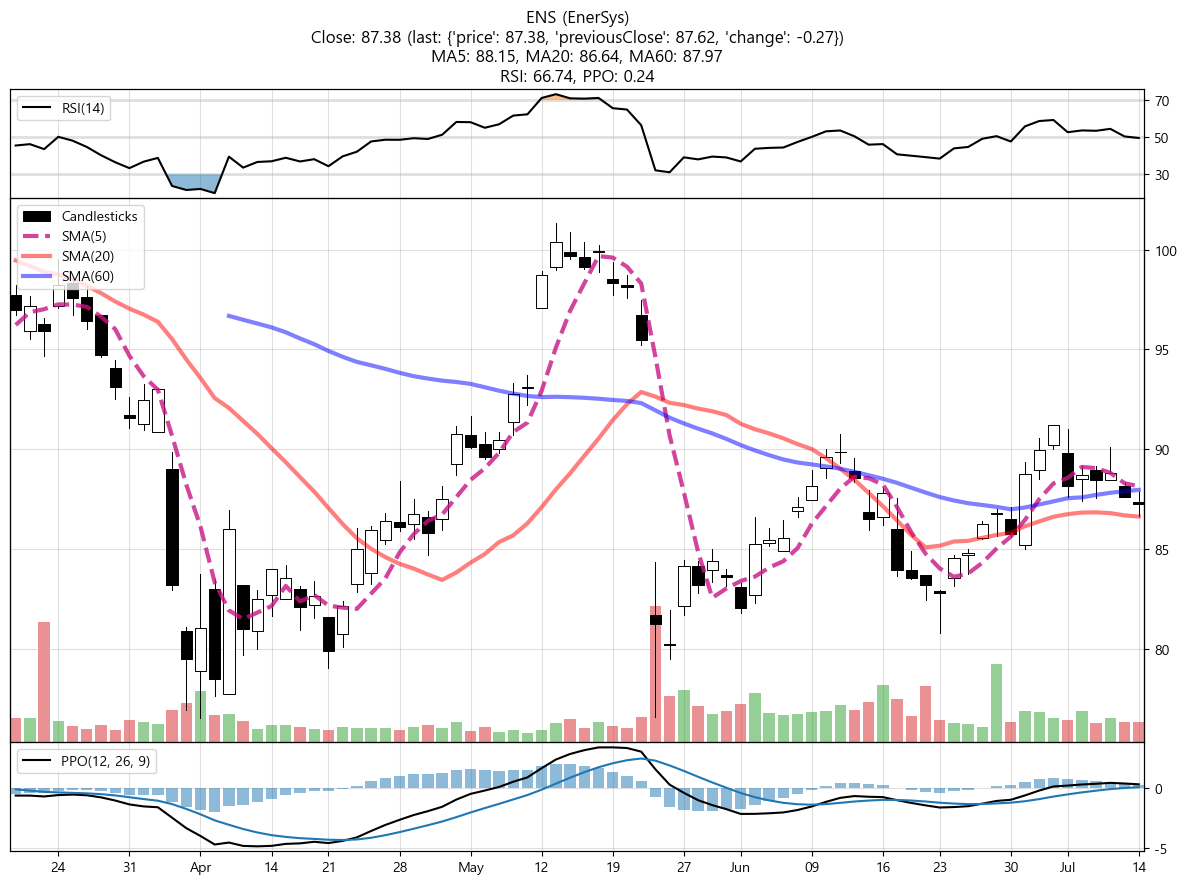 ENS (EnerSys)
Close: 87.38 (last: {'price': 87.38, 'previousClose': 87.62, 'change': -0.27})
MA5: 88.15, MA20: 86.64, MA60: 87.97
RSI: 66.74, PPO: 0.24
RSI(14)
70
50
30
Candlesticks
SMA(5)
SMA(20)
SMA(60)
100
95
90
85
80
PPO(12, 26, 9)
0
-5
24 31 Apr 14 21 28 May 12 19 27 Jun 09 16 23 30 Jul 14